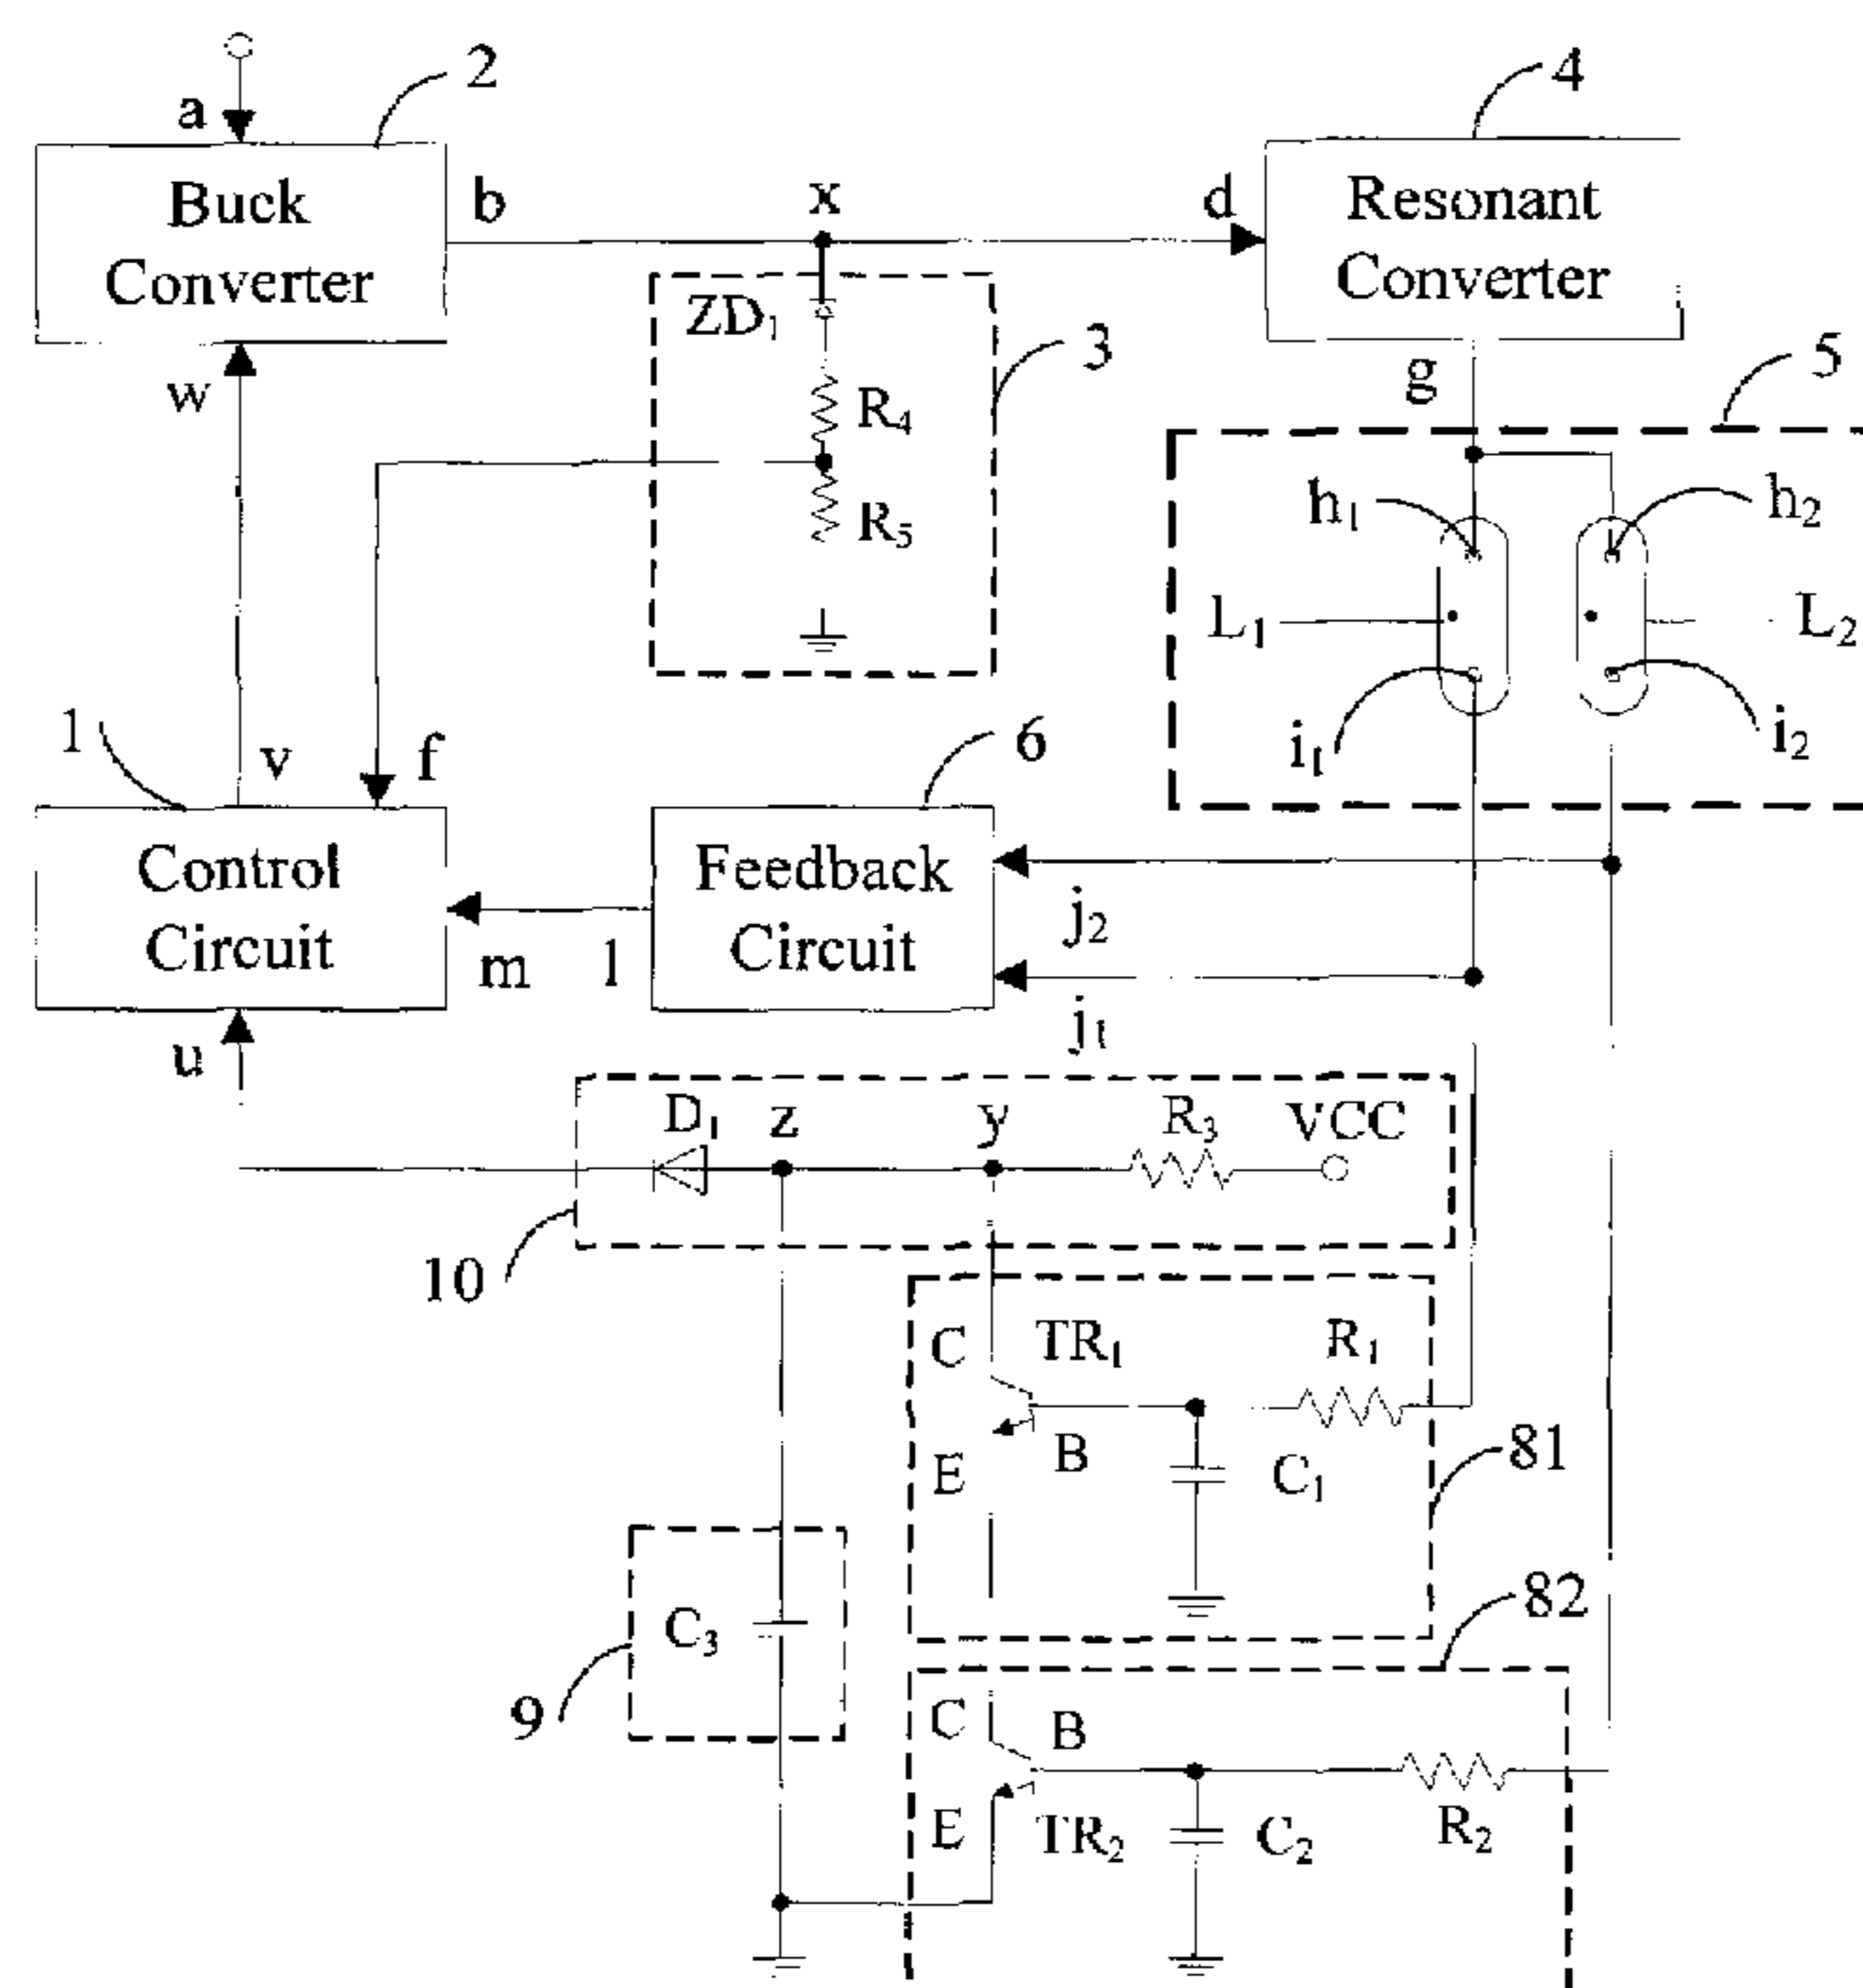 2
4
a
Buck
Converter
b
x
d
Resonant
Converter
ZD1
3
g
5
w
R4
R5
h1
h2
L1
L2
i1
i2
1
v
f
6
Control
Circuit
Feedback
Circuit
m
l
j2
j1
u
D1
z
y
R3
VCC
10
C
TR1
R1
E
B
C1
81
82
C3
9
C
B
E
TR2
C2
R2